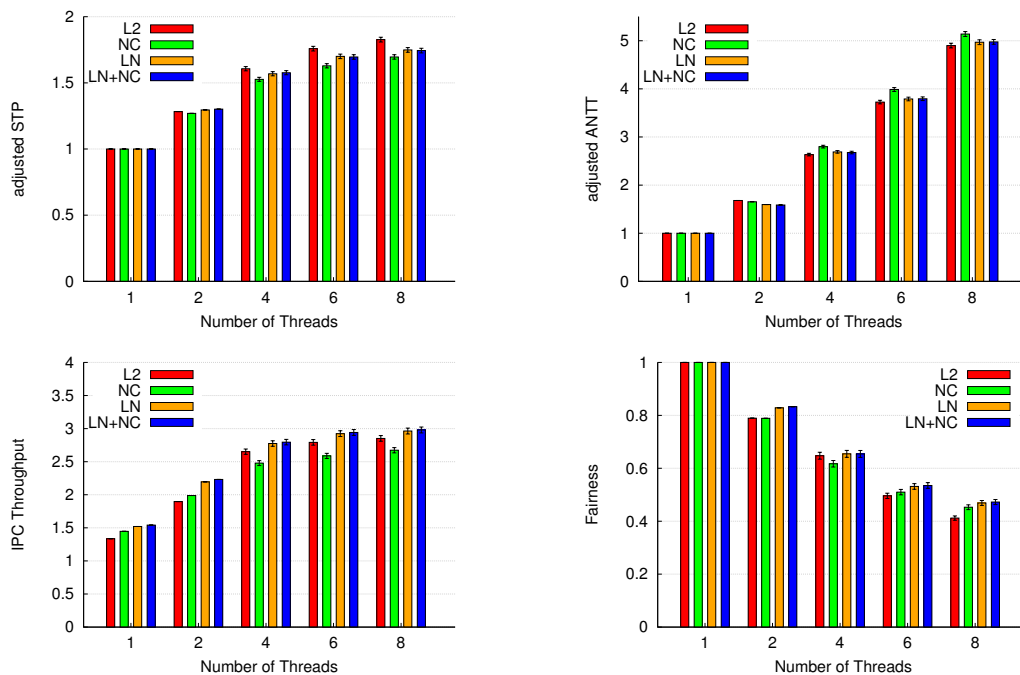 2
1.5
1
0.5
0
adjusted STP
L2
NC
LN
LN+NC
1 2 4 6 8
Number of Threads
5
4
3
2
1
0
adjusted ANTT
L2
NC
LN
LN+NC
1 2 4 6 8
Number of Threads
4
3.5
3
2.5
2
1.5
1
0.5
0
IPC Throughput
L2
NC
LN
LN+NC
1 2 4 6 8
Number of Threads
1
0.8
0.6
0.4
0.2
0
Fairness
L2
NC
LN
LN+NC
1 2 4 6 8
Number of Threads